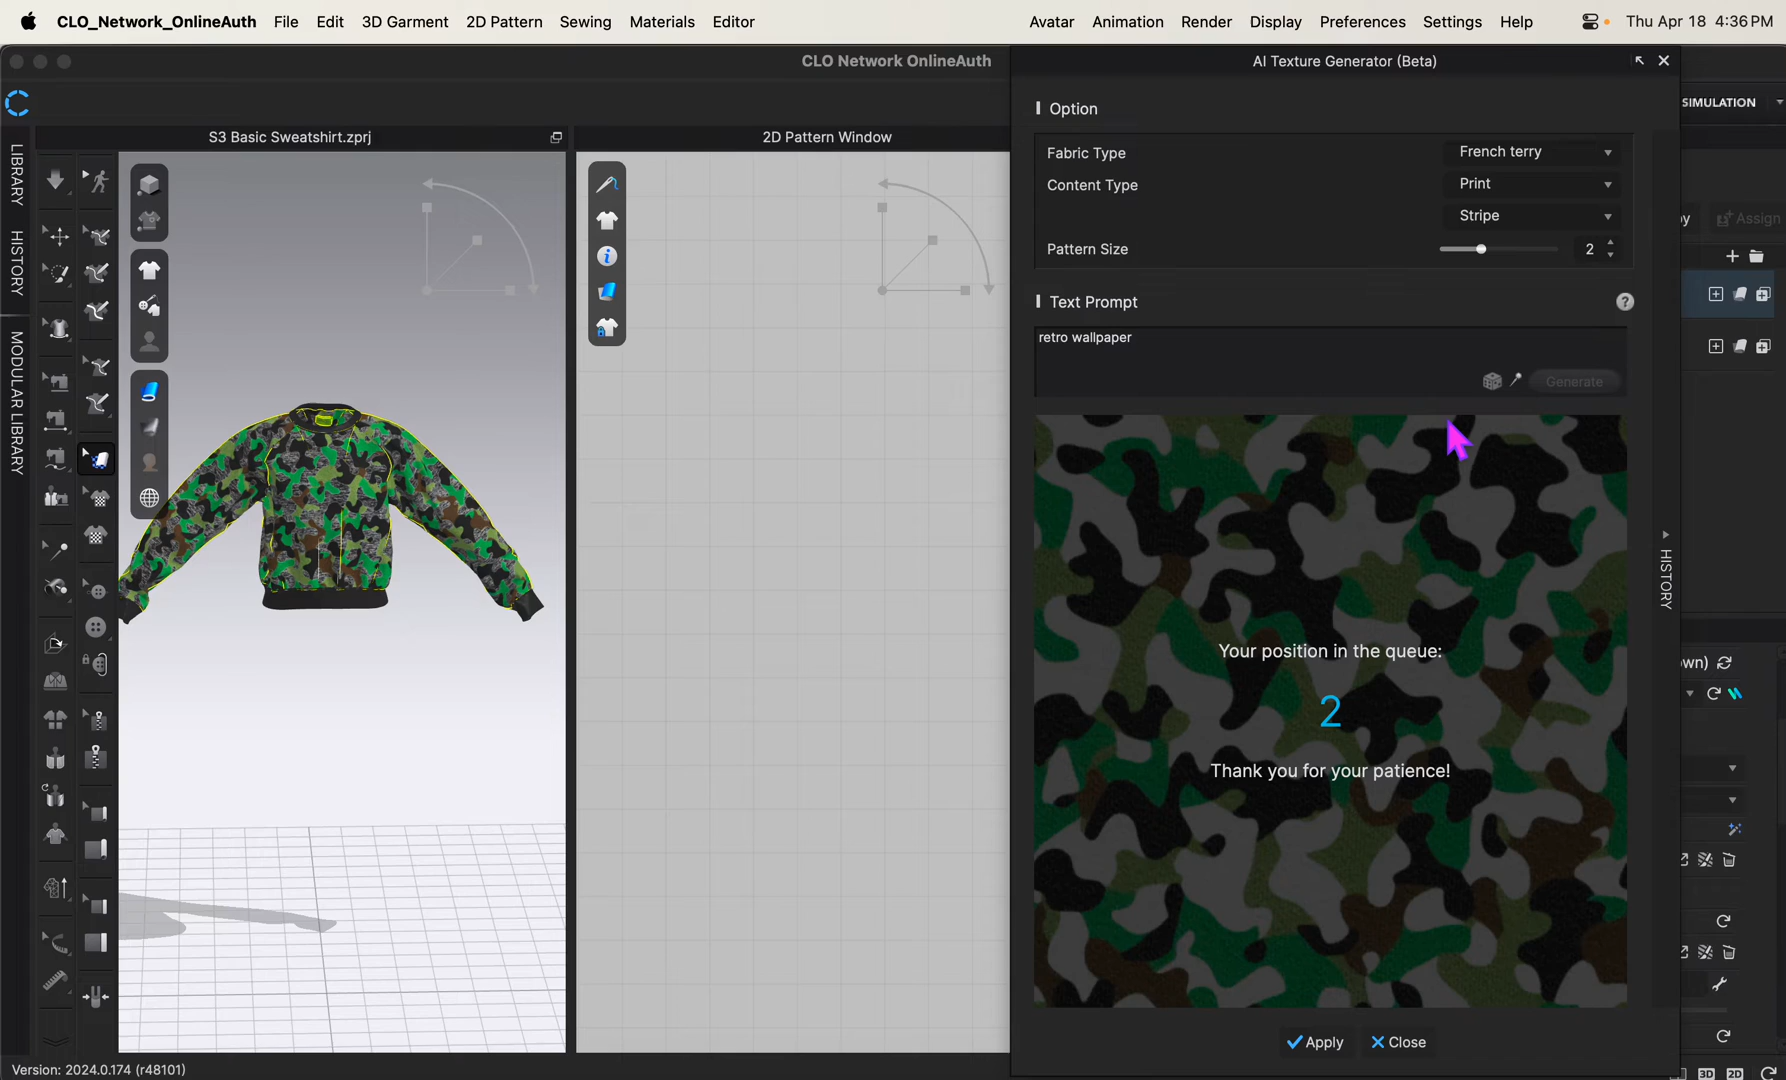 CLO_Network_OnlineAuth File Edit 3D Garment 2D Pattern Sewing Materials Editor Avatar Animation Render Display Preferences Settings Help Thu Apr 18 4:36 PM
CLO Network OnlineAuth
AI Texture Generator (Beta)
SIMULATION
S3 Basic Sweatshirt.zprj
2D Pattern Window
LIBRARY
HISTORY
MODULAR LIBRARY
Option
Fabric Type French terry
Content Type Print
Stripe
Pattern Size 2
Text Prompt ?
retro wallpaper
Generate
Your position in the queue:
2
Thank you for your patience!
HISTORY
Apply Close
Assign
Version: 2024.0.174 (r48101)
3D 2D